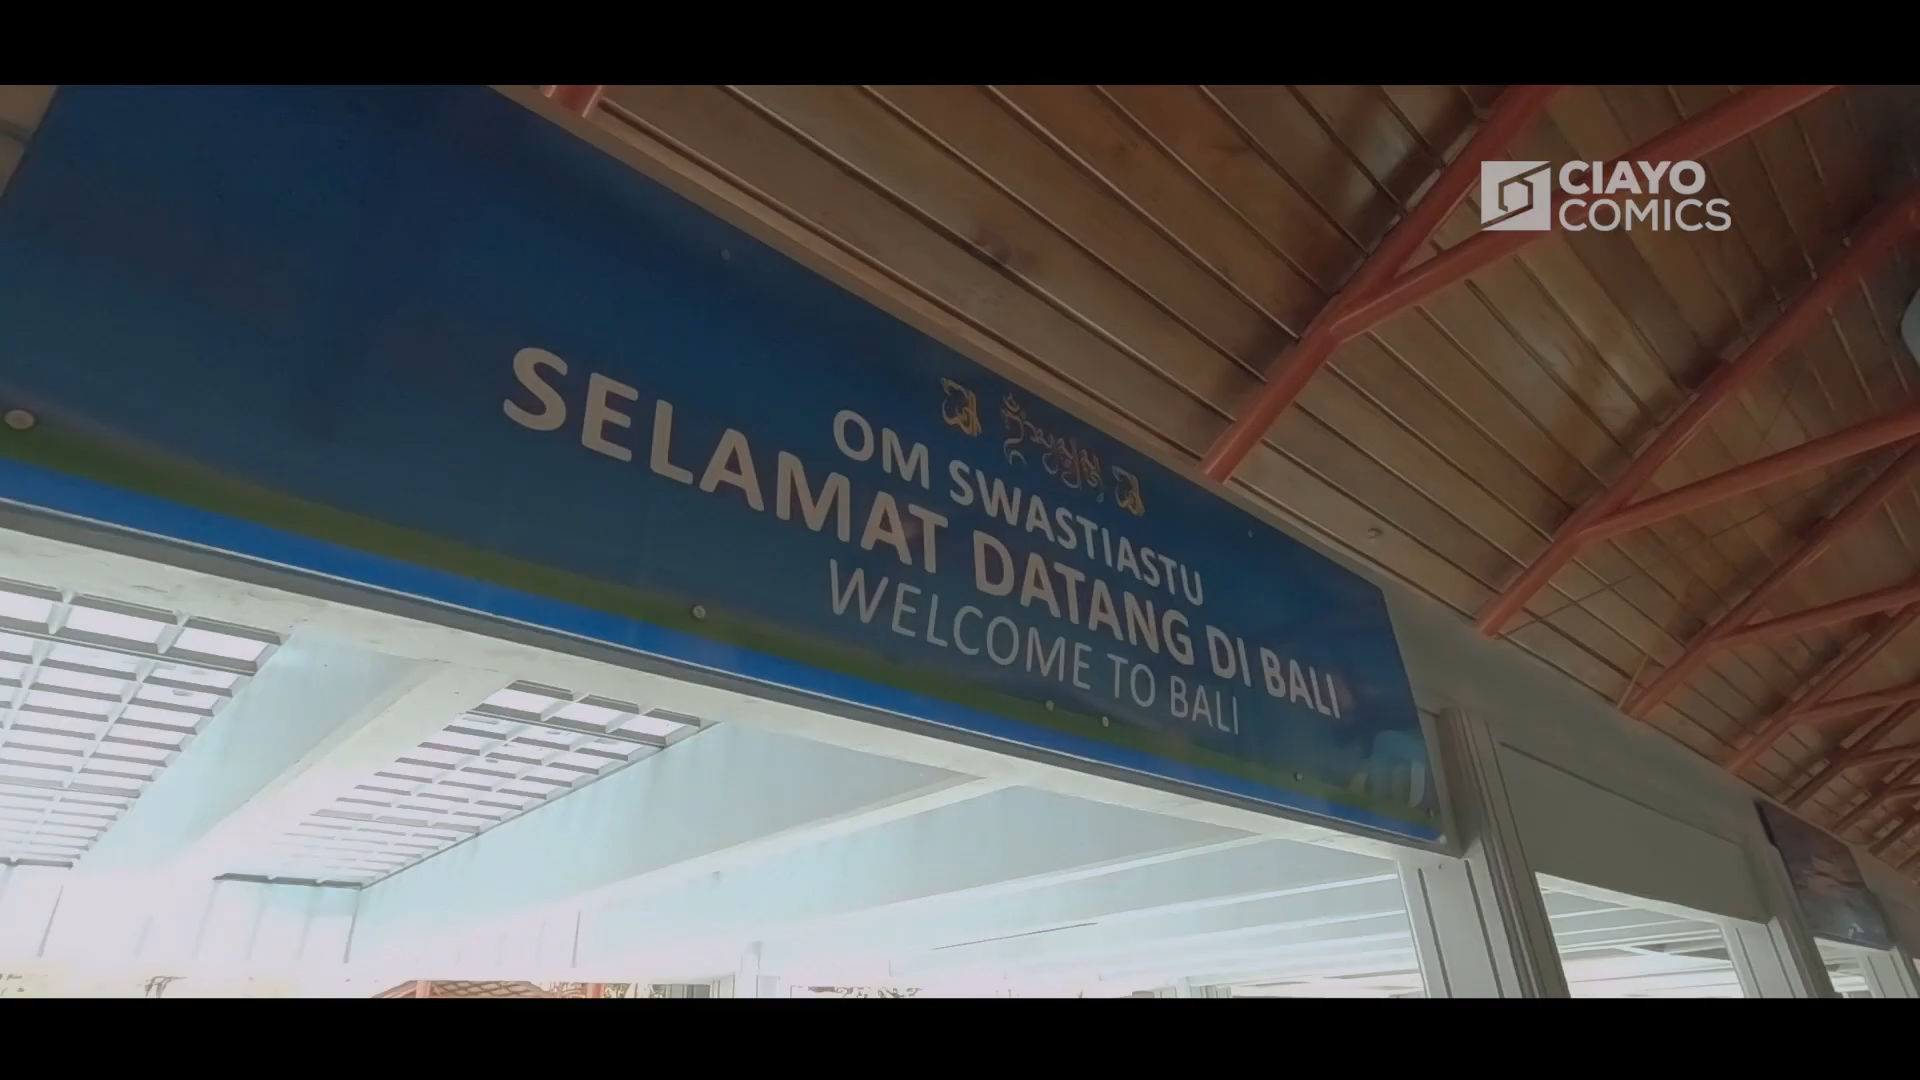 CIAYO
COMICS
OM SWASTIASTU
SELAMAT DATANG DI BALI
WELCOME TO BALI